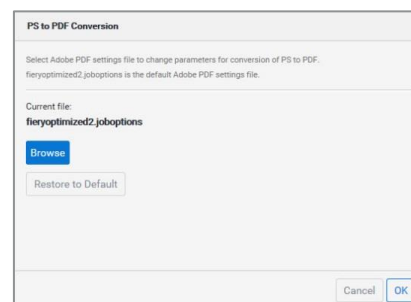 PS to PDF Conversion
Select Adobe PDF settings file to change parameters for conversion of PS to PDF.
fieryoptimized2.joboptions is the default Adobe PDF settings file.
Current file:
fieryoptimized2.joboptions
Browse
Restore to Default
Cancel OK